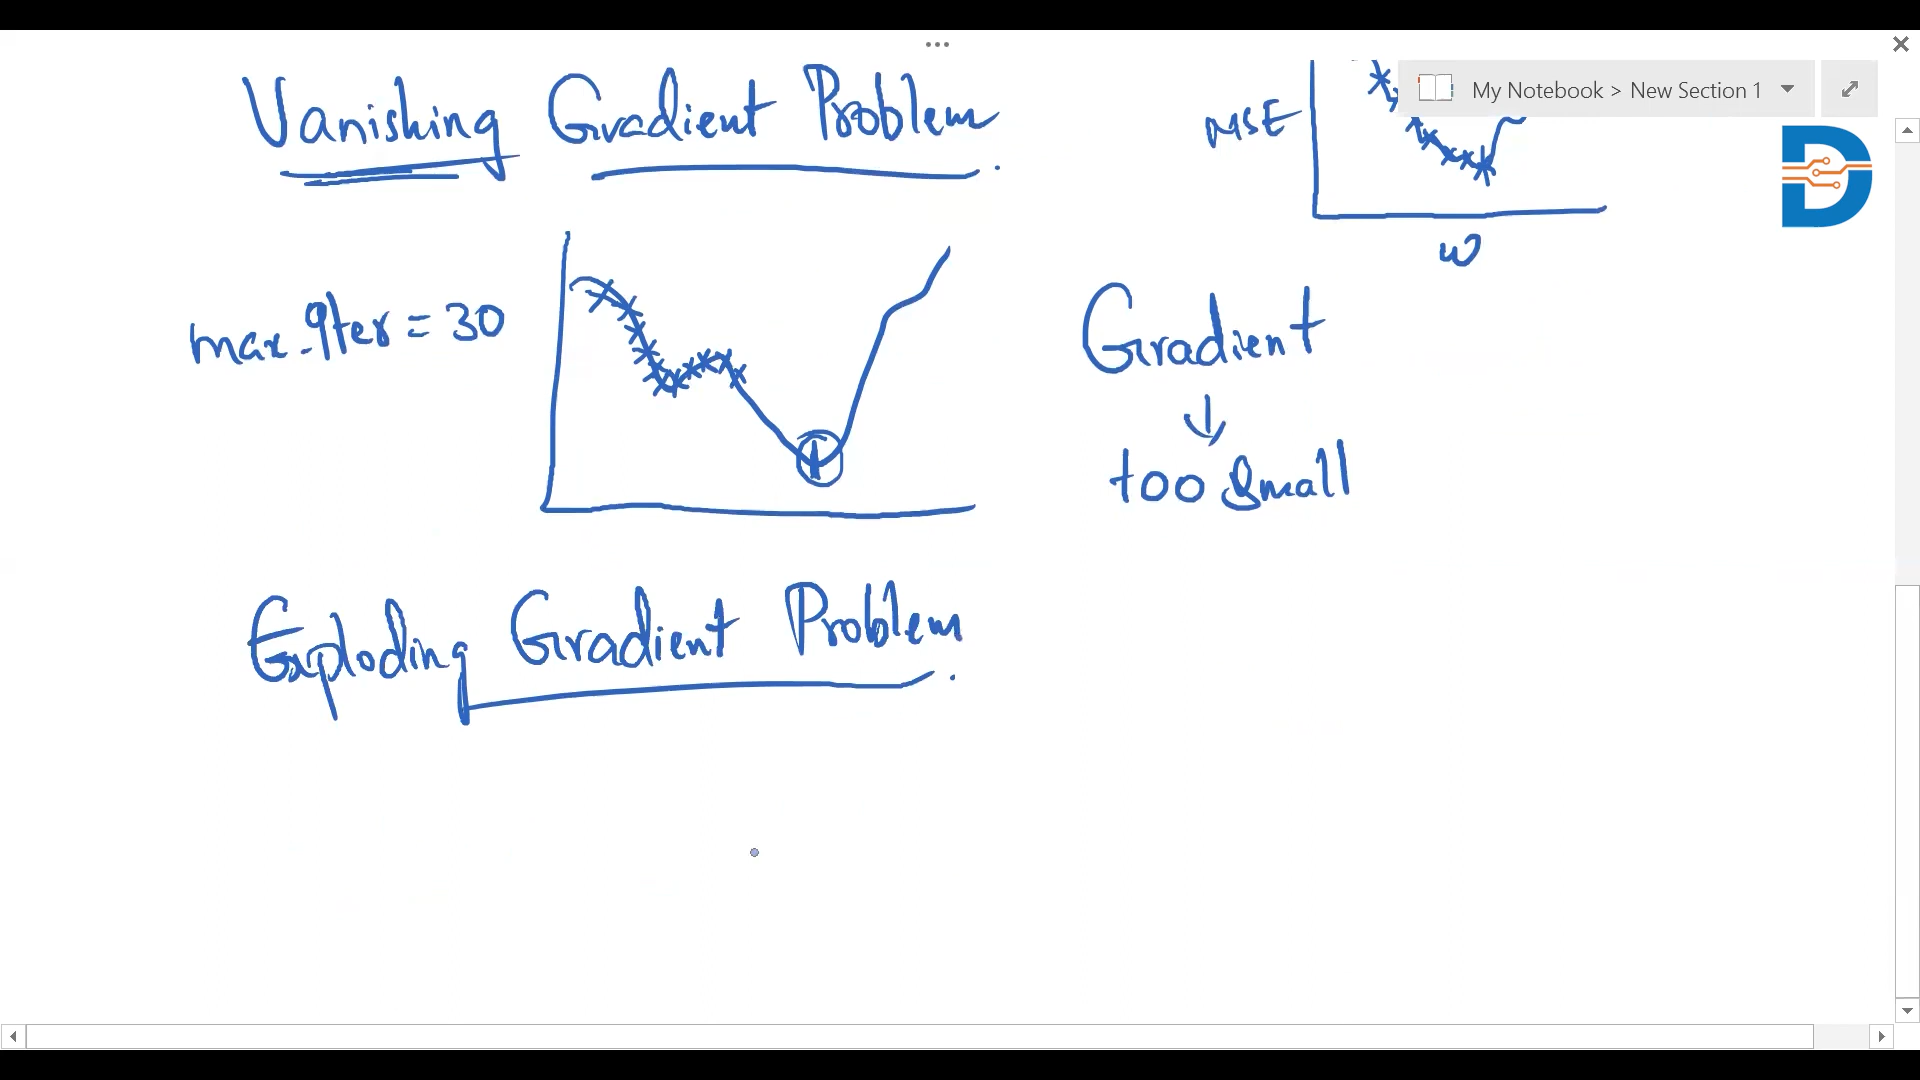 ...
My Notebook > New Section 1
Vanishing Gradient Problem.
MSE
w
max_iter = 30
Gradient
↓
too small
Exploding Gradient Problem.